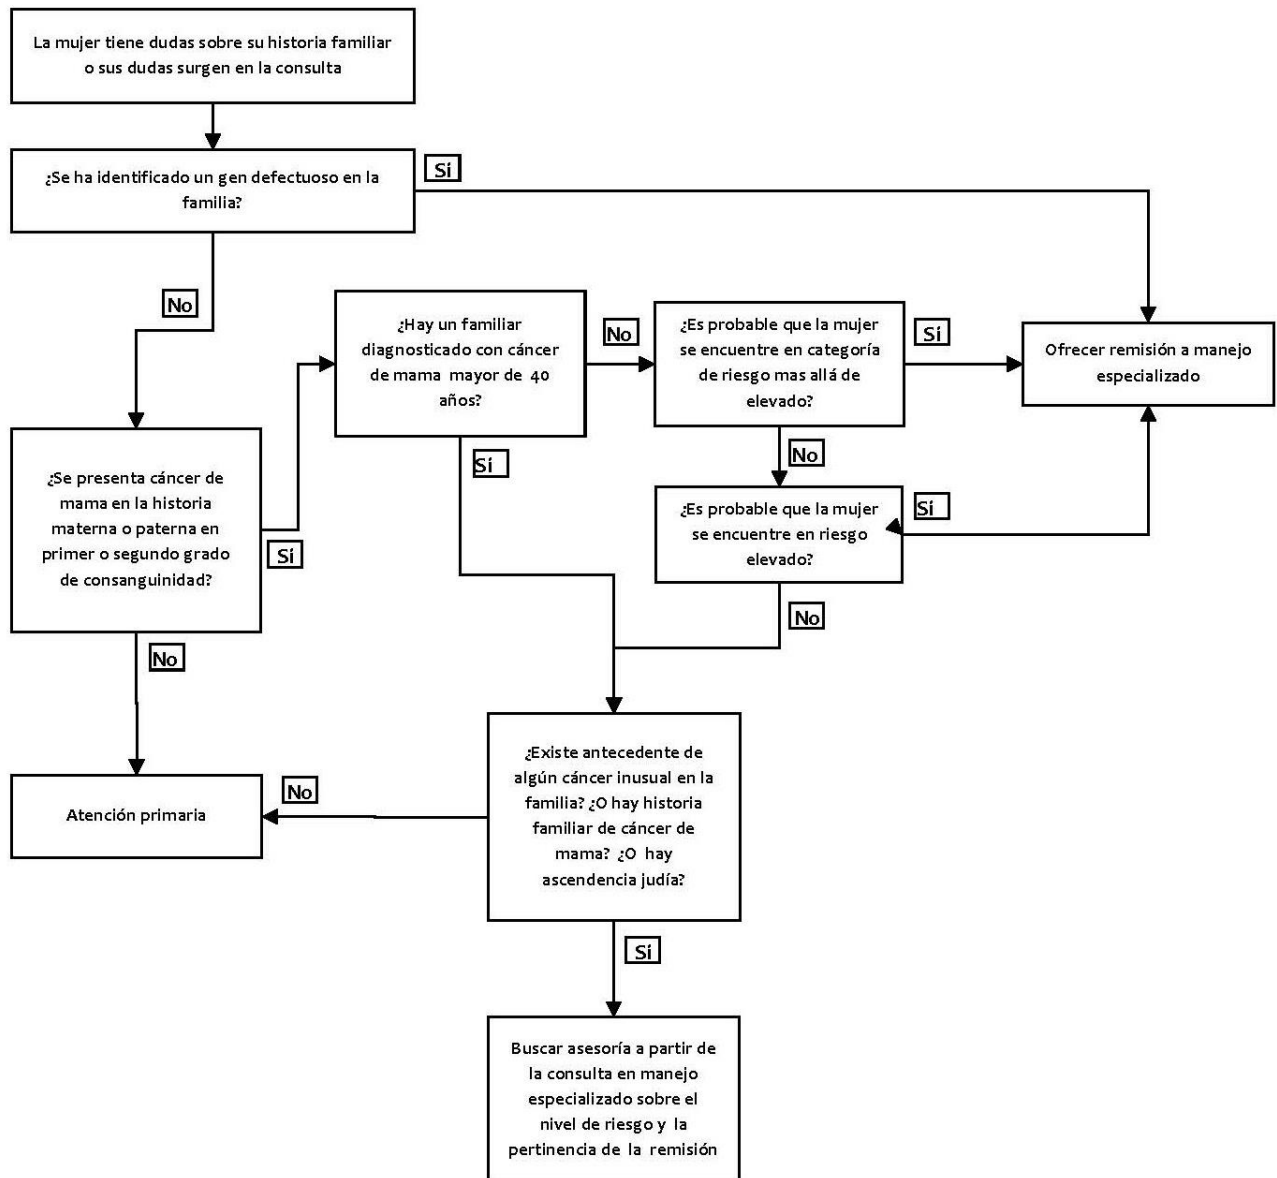 La mujer tiene dudas sobre su historia familiar
o sus dudas surgen en la consulta
¿Se ha identificado un gen defectuoso en la
familia?
Sí
No
¿Se presenta cáncer de
mama en la historia
materna o paterna en
primer o segundo grado
de consanguinidad?
Sí
No
¿Hay un familiar
diagnosticado con cáncer
de mama mayor de 40
años?
No
Sí
¿Es probable que la mujer
se encuentre en categoría
de riesgo mas allá de
elevado?
Sí
No
Ofrecer remisión a manejo
especializado
¿Es probable que la mujer
se encuentre en riesgo
elevado?
Sí
No
Atención primaria
No
¿Existe antecedente de
algún cáncer inusual en la
familia? ¿O hay historia
familiar de cáncer de
mama? ¿O hay
ascendencia judía?
Sí
Buscar asesoría a partir de
la consulta en manejo
especializado sobre el
nivel de riesgo y la
pertinencia de la remisión